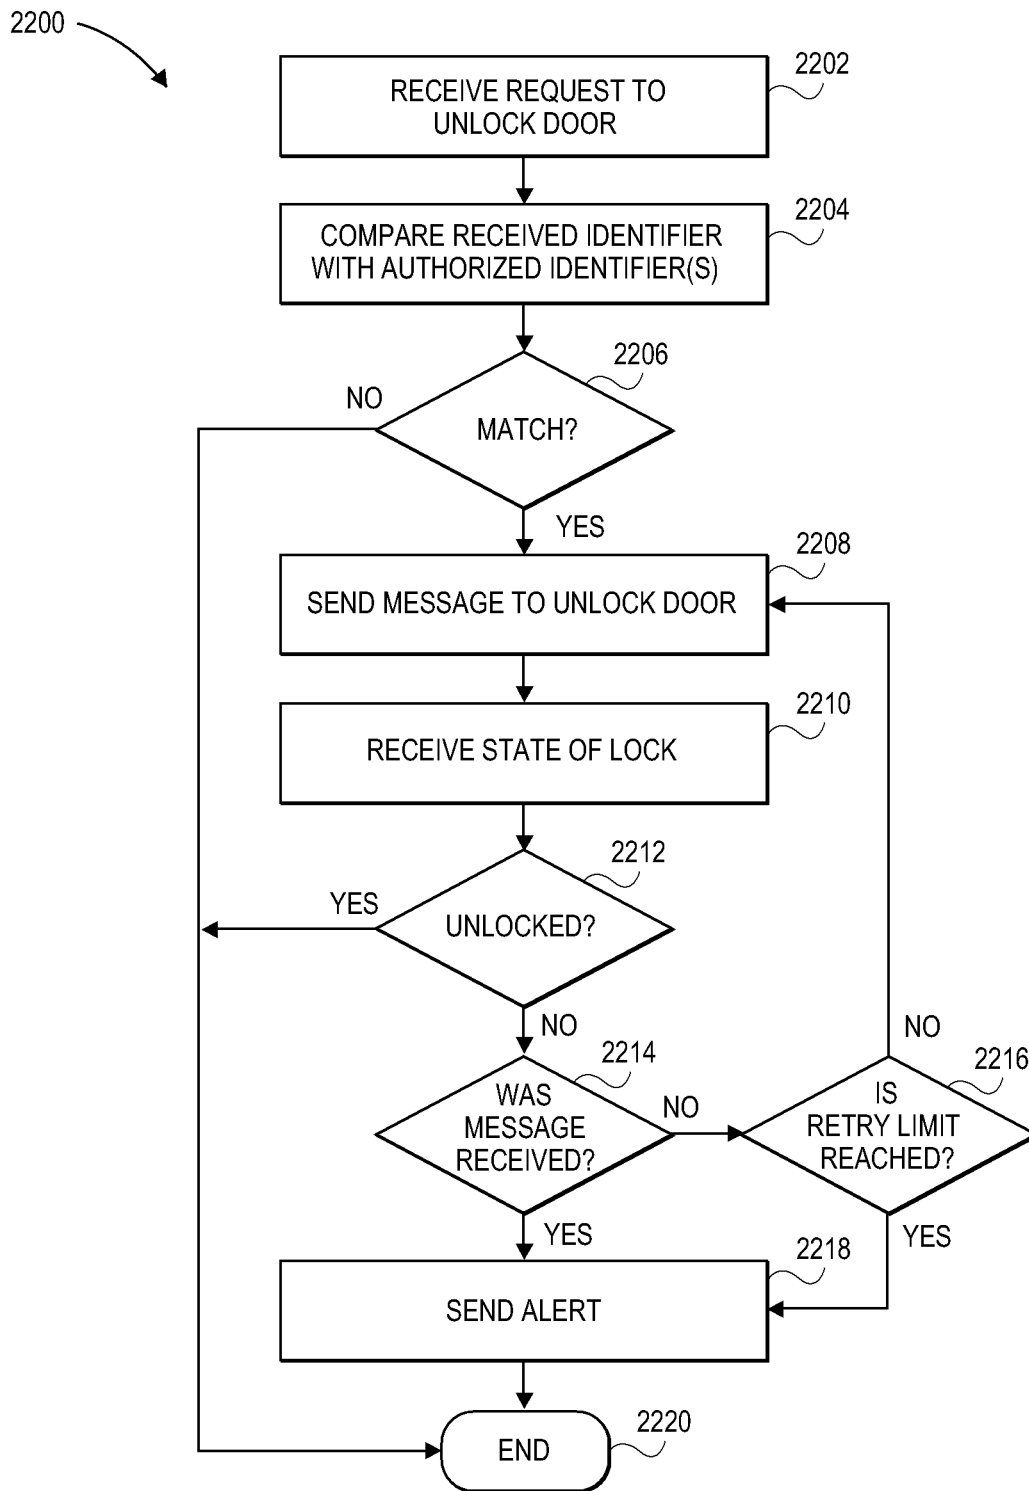 2200
2202
RECEIVE REQUEST TO
UNLOCK DOOR
2204
COMPARE RECEIVED IDENTIFIER
WITH AUTHORIZED IDENTIFIER(S)
2206
NO
MATCH?
YES
2208
SEND MESSAGE TO UNLOCK DOOR
2210
RECEIVE STATE OF LOCK
2212
YES
UNLOCKED?
NO
NO
2214
2216
WAS
MESSAGE
RECEIVED?
NO
IS
RETRY LIMIT
REACHED?
YES
YES
2218
SEND ALERT
2220
END